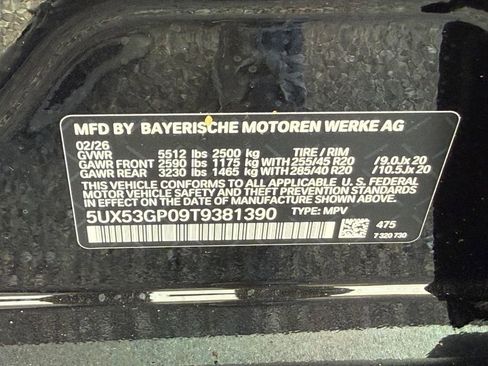 MFD BY BAYERISCHE MOTOREN WERKE AG
02/26
GVWR 5512 lbs 2500 kg TIRE / RIM
GAWR FRONT 2590 lbs 1175 kg WITH 255/45 R20 / 9.0Jx 20
GAWR REAR 3230 lbs 1465 kg WITH 285/40 R20 / 10.5Jx 20
THIS VEHICLE CONFORMS TO ALL APPLICABLE U.S. FEDERAL MOTOR
VEHICLE SAFETY AND THEFT PREVENTION STANDARDS IN
EFFECT ON THE DATE OF MANUFACTURE SHOWN ABOVE.
5UX53GP09T9381390 TYPE: MPV
475
7 320 730